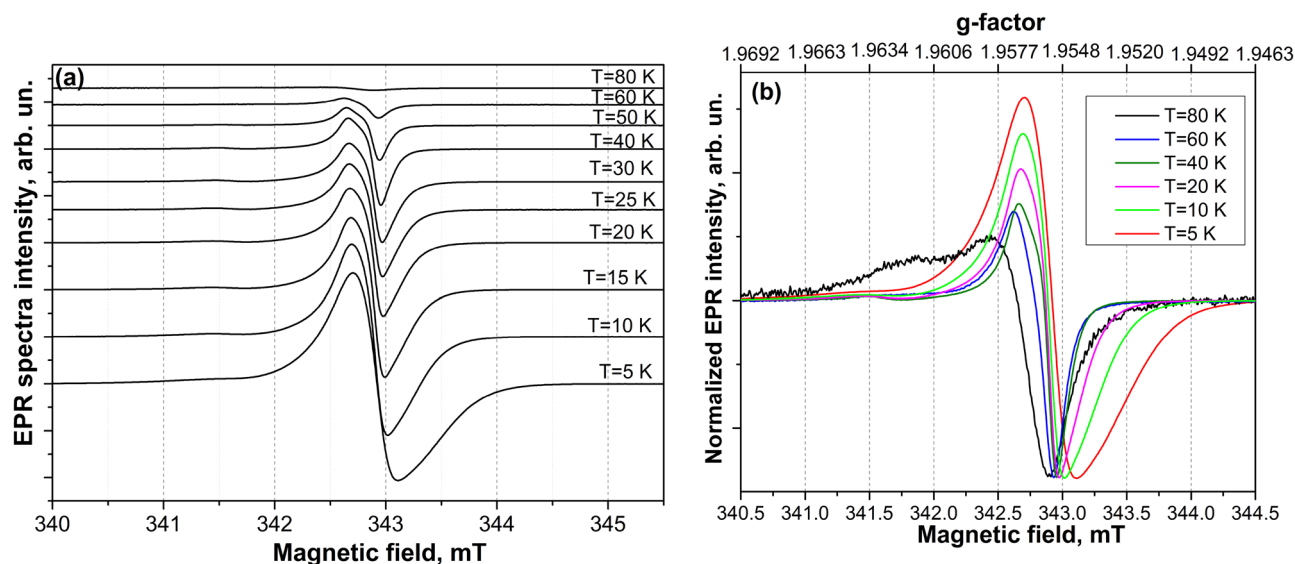 (a)
T=80 K
T=60 K
T=50 K
T=40 K
T=30 K
T=25 K
T=20 K
T=15 K
T=10 K
T=5 K
EPR spectra intensity, arb. un.
340 341 342 343 344 345
Magnetic field, mT
g-factor
1.9692 1.9663 1.9634 1.9606 1.9577 1.9548 1.9520 1.9492 1.9463
(b)
T=80 K
T=60 K
T=40 K
T=20 K
T=10 K
T=5 K
Normalized EPR intensity, arb. un.
340.5 341.0 341.5 342.0 342.5 343.0 343.5 344.0 344.5
Magnetic field, mT